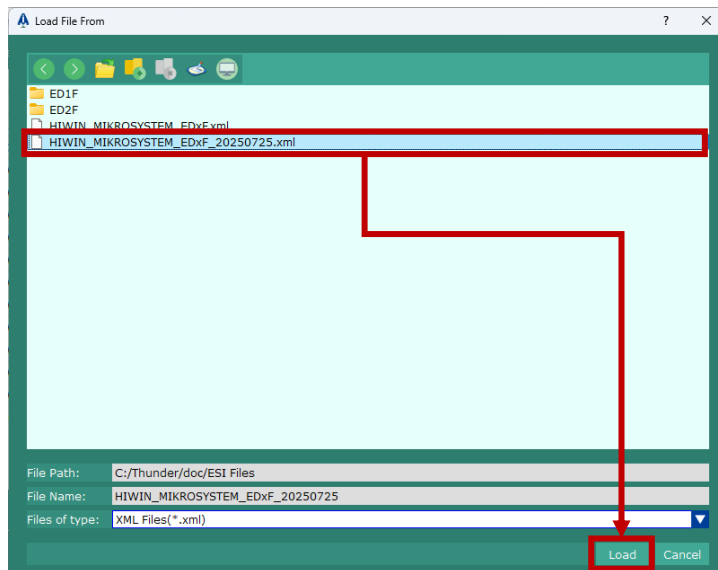 Load File From
ED1F
ED2F
HIWIN_MIKROSYSTEM_EDxF.xml
HIWIN_MIKROSYSTEM_EDxF_20250725.xml
File Path: C:/Thunder/doc/ESI Files
File Name: HIWIN_MIKROSYSTEM_EDxF_20250725
Files of type: XML Files(*.xml)
Load Cancel